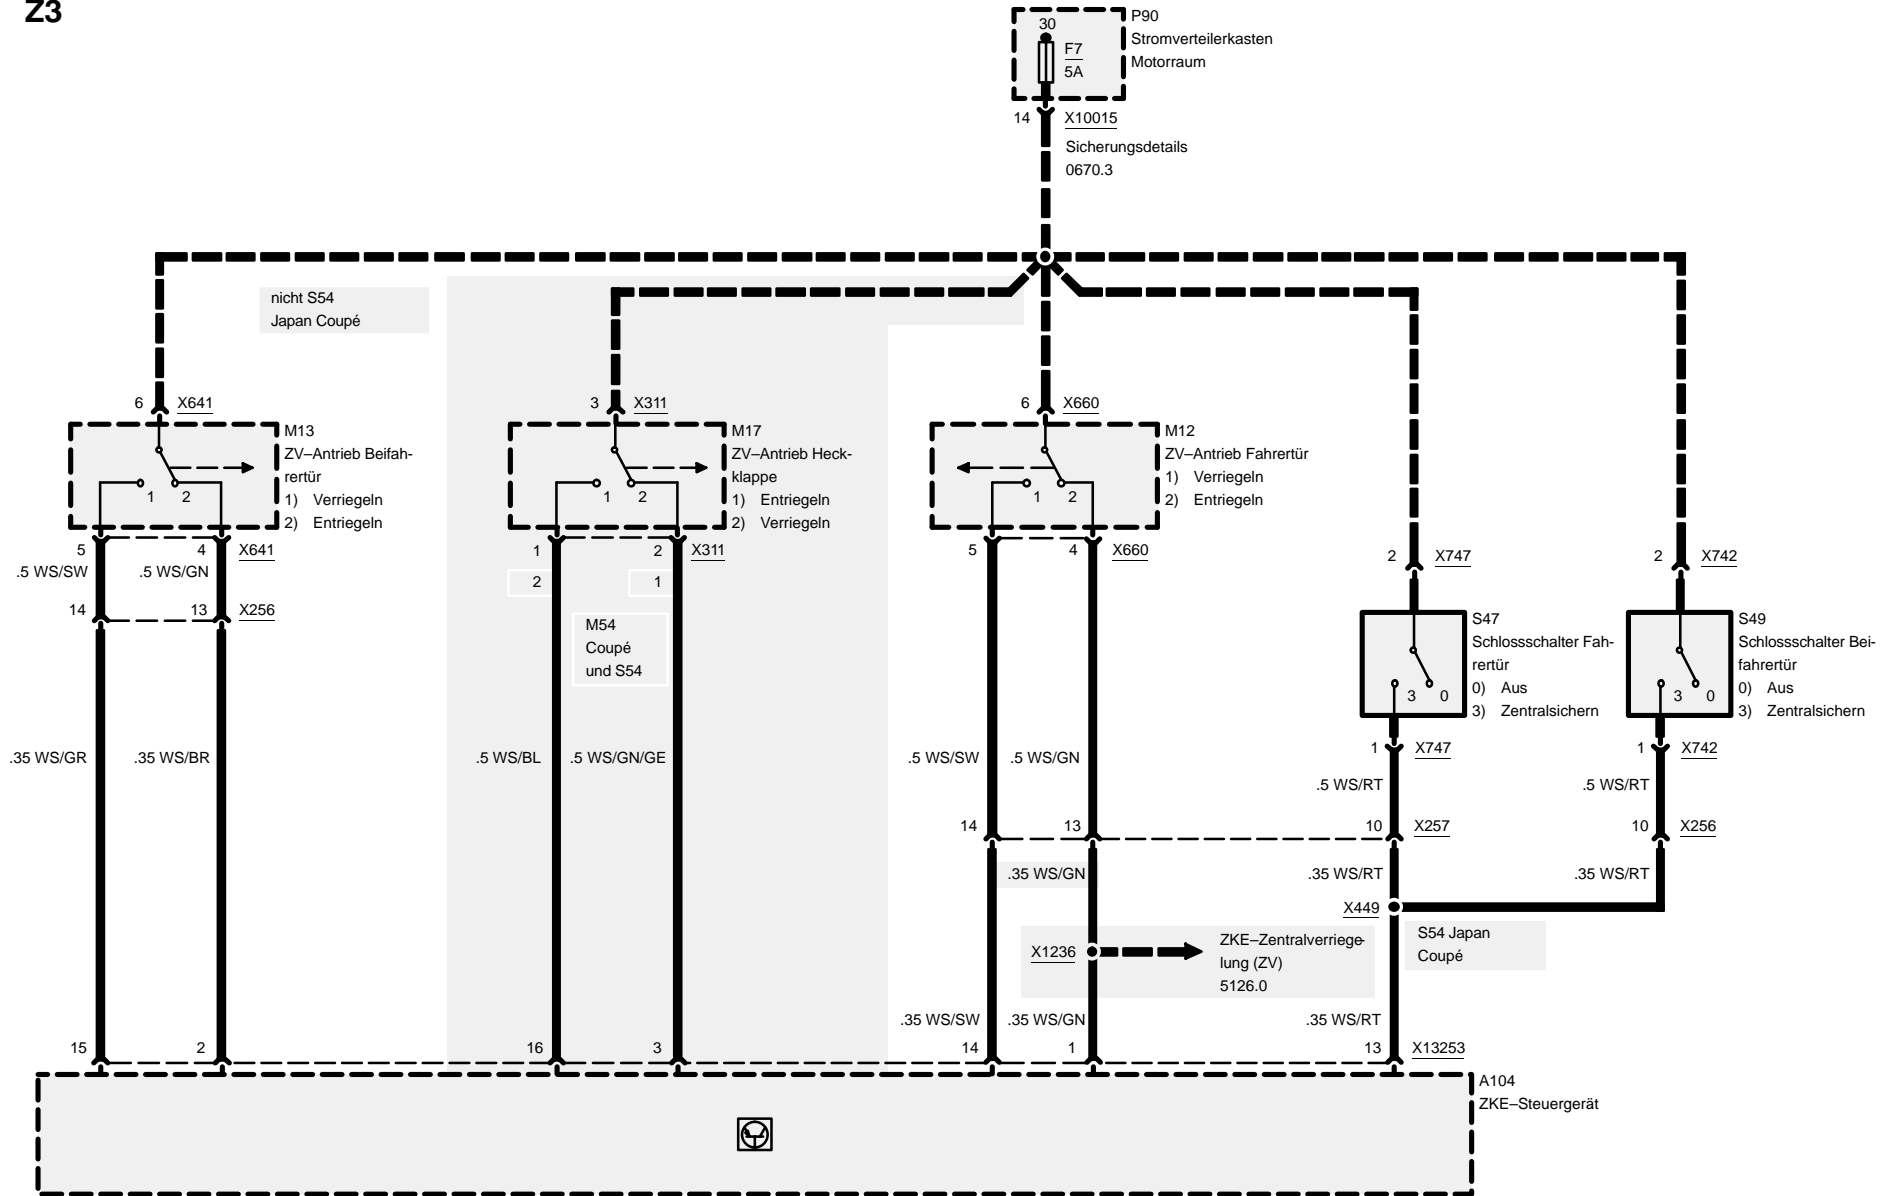 Z3
30
F7
5A
P90
Stromverteilerkasten
Motorraum
14
X10015
Sicherungsdetails
0670.3
nicht S54
Japan Coupé
6
X641
3
X311
6
X660
M13
ZV–Antrieb Beifah-
rertür
1) Verriegeln
2) Entriegeln
1
2
M17
ZV–Antrieb Heck-
klappe
1) Entriegeln
2) Verriegeln
1
2
M12
ZV–Antrieb Fahrertür
1) Verriegeln
2) Entriegeln
1
2
5
4
X641
.5 WS/SW
.5 WS/GN
14
13
X256
1
2
X311
2
1
M54
Coupé
und S54
5
4
X660
2
X747
2
X742
S47
Schlossschalter Fah-
rertür
0) Aus
3) Zentralsichern
3
0
S49
Schlossschalter Bei-
fahrertür
0) Aus
3) Zentralsichern
3
0
1
X747
1
X742
.35 WS/GR
.35 WS/BR
.5 WS/BL
.5 WS/GN/GE
.5 WS/SW
.5 WS/GN
.5 WS/RT
.5 WS/RT
14
13
10
X257
10
X256
.35 WS/GN
.35 WS/RT
.35 WS/RT
X449
S54 Japan
Coupé
X1236
ZKE–Zentralverriege-
lung (ZV)
5126.0
.35 WS/SW
.35 WS/GN
.35 WS/RT
15
2
16
3
14
1
13
X13253
A104
ZKE–Steuergerät